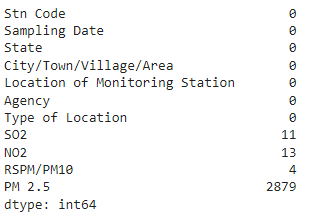 Stn Code 0
Sampling Date 0
State 0
City/Town/Village/Area 0
Location of Monitoring Station 0
Agency 0
Type of Location 0
SO2 11
NO2 13
RSPM/PM10 4
PM 2.5 2879
dtype: int64